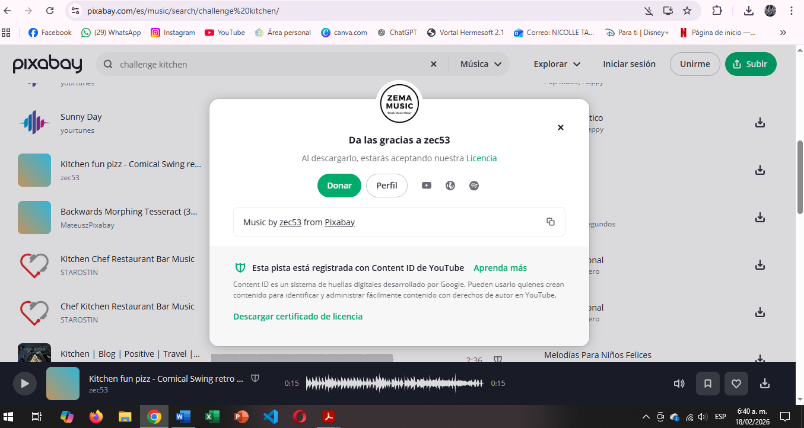 pixabay.com/es/music/search/challenge%20kitchen/
Facebook
(29) WhatsApp
Instagram
YouTube
Área personal
canva.com
ChatGPT
Vortal Hermesoft 2.1
Correo: NICOLLE TA...
Para ti | Disney+
Página de inicio —...
pixabay
challenge kitchen
Música
Explorar
Iniciar sesión
Unirme
Subir
yourtunes
Sunny Day
yourtunes
Kitchen fun pizz - Comical Swing re...
zec53
Backwards Morphing Tesseract (3...
MateuszPixabay
Kitchen Chef Restaurant Bar Music
STAROSTIN
Chef Kitchen Restaurant Bar Music
STAROSTIN
Kitchen | Blog | Positive | Travel |...
2:36
ZEMA
MUSIC
Da las gracias a zec53
Al descargarlo, estarás aceptando nuestra Licencia
Donar
Perfil
Music by zec53 from Pixabay
Esta pista está registrada con Content ID de YouTube
Aprenda más
Content ID es un sistema de huellas digitales desarrollado por Google. Pueden usarlo quienes crean
contenido para identificar y administrar fácilmente contenido con derechos de autor en YouTube.
Descargar certificado de licencia
Melodías Para Niños Felices
Kitchen fun pizz - Comical Swing retro ...
zec53
0:15
0:15
ESP
6:40 a. m.
18/02/2026